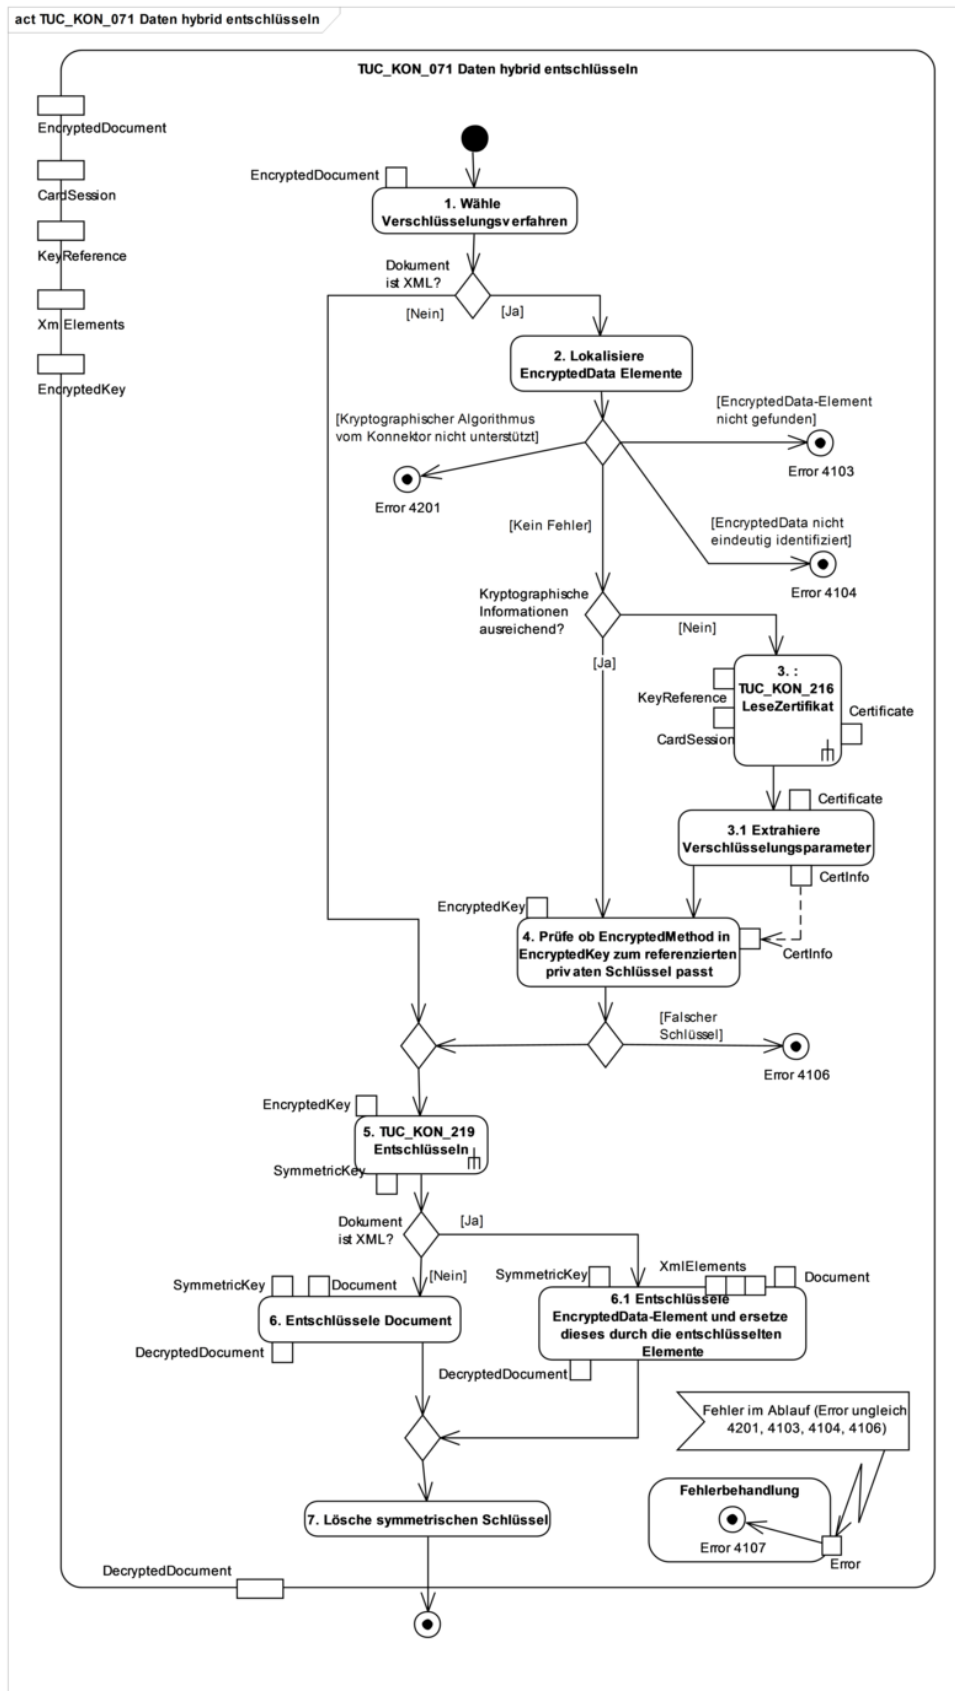 act TUC_KON_071 Daten hybrid entschlüsseln
TUC_KON_071 Daten hybrid entschlüsseln
EncryptedDocument
CardSession
KeyReference
XmlElements
EncryptedKey
EncryptedDocument
1. Wähle
Verschlüsselungsverfahren
Dokument
ist XML?
[Nein]
[Ja]
2. Lokalisiere
EncryptedData Elemente
[Kryptographischer Algorithmus
vom Konnektor nicht unterstützt]
[EncryptedData-Element
nicht gefunden]
Error 4103
Error 4201
[Kein Fehler]
[EncryptedData nicht
eindeutig identifiziert]
Error 4104
Kryptographische
Informationen
ausreichend?
[Nein]
[Ja]
3. :
TUC_KON_216
LeseZertifikat
KeyReference
CardSession
Certificate
Certificate
3.1 Extrahiere
Verschlüsselungsparameter
CertInfo
EncryptedKey
4. Prüfe ob EncryptedMethod in
EncryptedKey zum referenzierten
privaten Schlüssel passt
CertInfo
[Falscher
Schlüssel]
Error 4106
EncryptedKey
5. TUC_KON_219
Entschlüsseln
SymmetricKey
Dokument
ist XML?
[Ja]
[Nein]
SymmetricKey
Document
6. Entschlüssele Document
DecryptedDocument
SymmetricKey
XmlElements
Document
6.1 Entschlüssele
EncryptedData-Element und ersetze
dieses durch die entschlüsselten
Elemente
DecryptedDocument
Fehler im Ablauf (Error ungleich
4201, 4103, 4104, 4106)
Fehlerbehandlung
Error 4107
Error
7. Lösche symmetrischen Schlüssel
DecryptedDocument